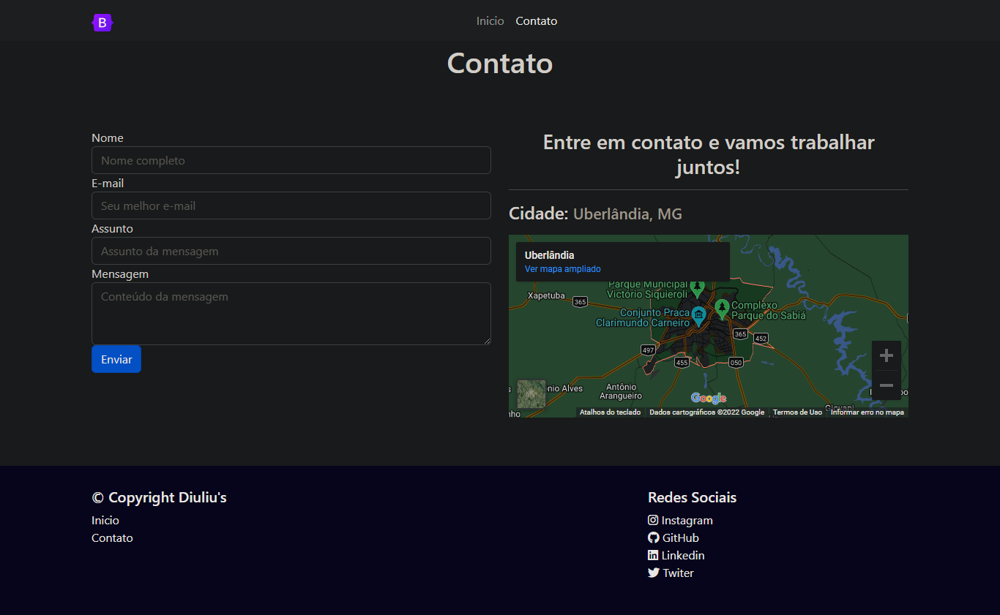 B
Inicio Contato
Contato
Nome
Nome completo
E-mail
Seu melhor e-mail
Assunto
Assunto da mensagem
Mensagem
Conteúdo da mensagem
Enviar
Entre em contato e vamos trabalhar
juntos!
Cidade: Uberlândia, MG
Uberlândia
Ver mapa ampliado
Parque Municipal
Victório Siquieroli
Xapetuba
365
Complexo
Parque do Sabiá
Conjunto Praca
Clarimundo Carneiro
365
452
497
455
050
nio Alves
Antônio
Arangueiro
Google
nho
Giovani
Atalhos do teclado
Dados cartográficos ©2022 Google
Termos de Uso
Informar erro no mapa
© Copyright Diuliu's
Inicio
Contato
Redes Sociais
Instagram
GitHub
Linkedin
Twiter